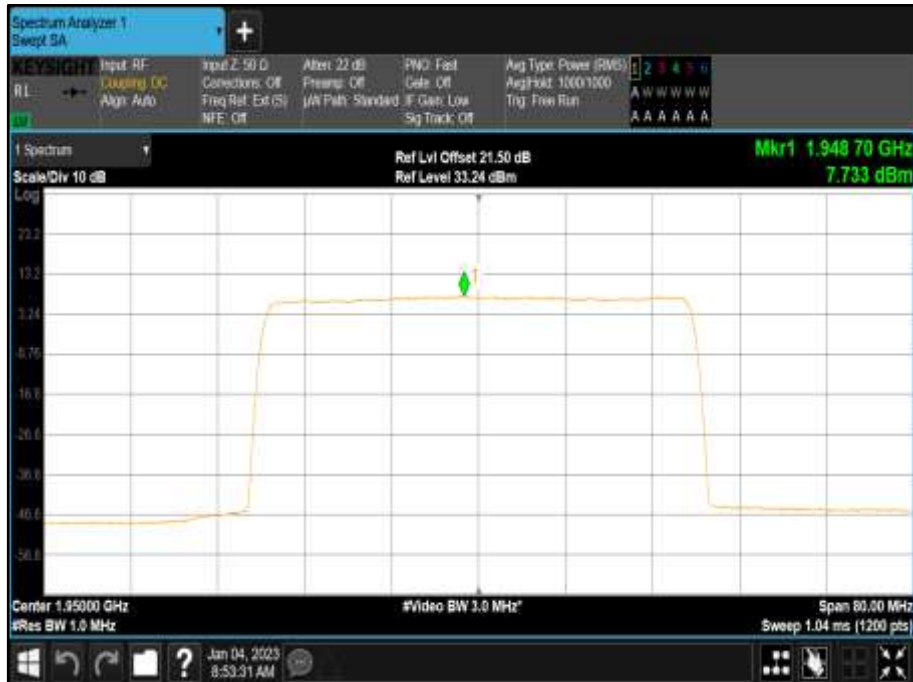 Spectrum Analyzer 1
Swept SA
+
KEYSIGHT
RL
Input: RF
Coupling: DC
Align: Auto
Input Z: 50 Ω
Corrections: Off
Freq Ref: Ext (S)
NFE: Off
Atten: 22 dB
Preamp: Off
µW Path: Standard
PNO: Fast
Gate: Off
IF Gain: Low
Sig Track: Off
Avg Type: Power (RMS)
Avg|Hold: 1000/1000
Trig: Free Run
1 2 3 4 5 6
A W W W W W
A A A A A A
1 Spectrum
Scale/Div 10 dB
Ref Lvl Offset 21.50 dB
Ref Level 33.24 dBm
Mkr1 1.948 70 GHz
7.733 dBm
Log
23.2
13.2
3.24
-6.76
-16.8
-26.8
-36.8
-46.8
-56.8
1
Center 1.95000 GHz
#Res BW 1.0 MHz
#Video BW 3.0 MHz*
Span 80.00 MHz
Sweep 1.04 ms (1200 pts)
?
Jan 04, 2023
8:53:31 AM